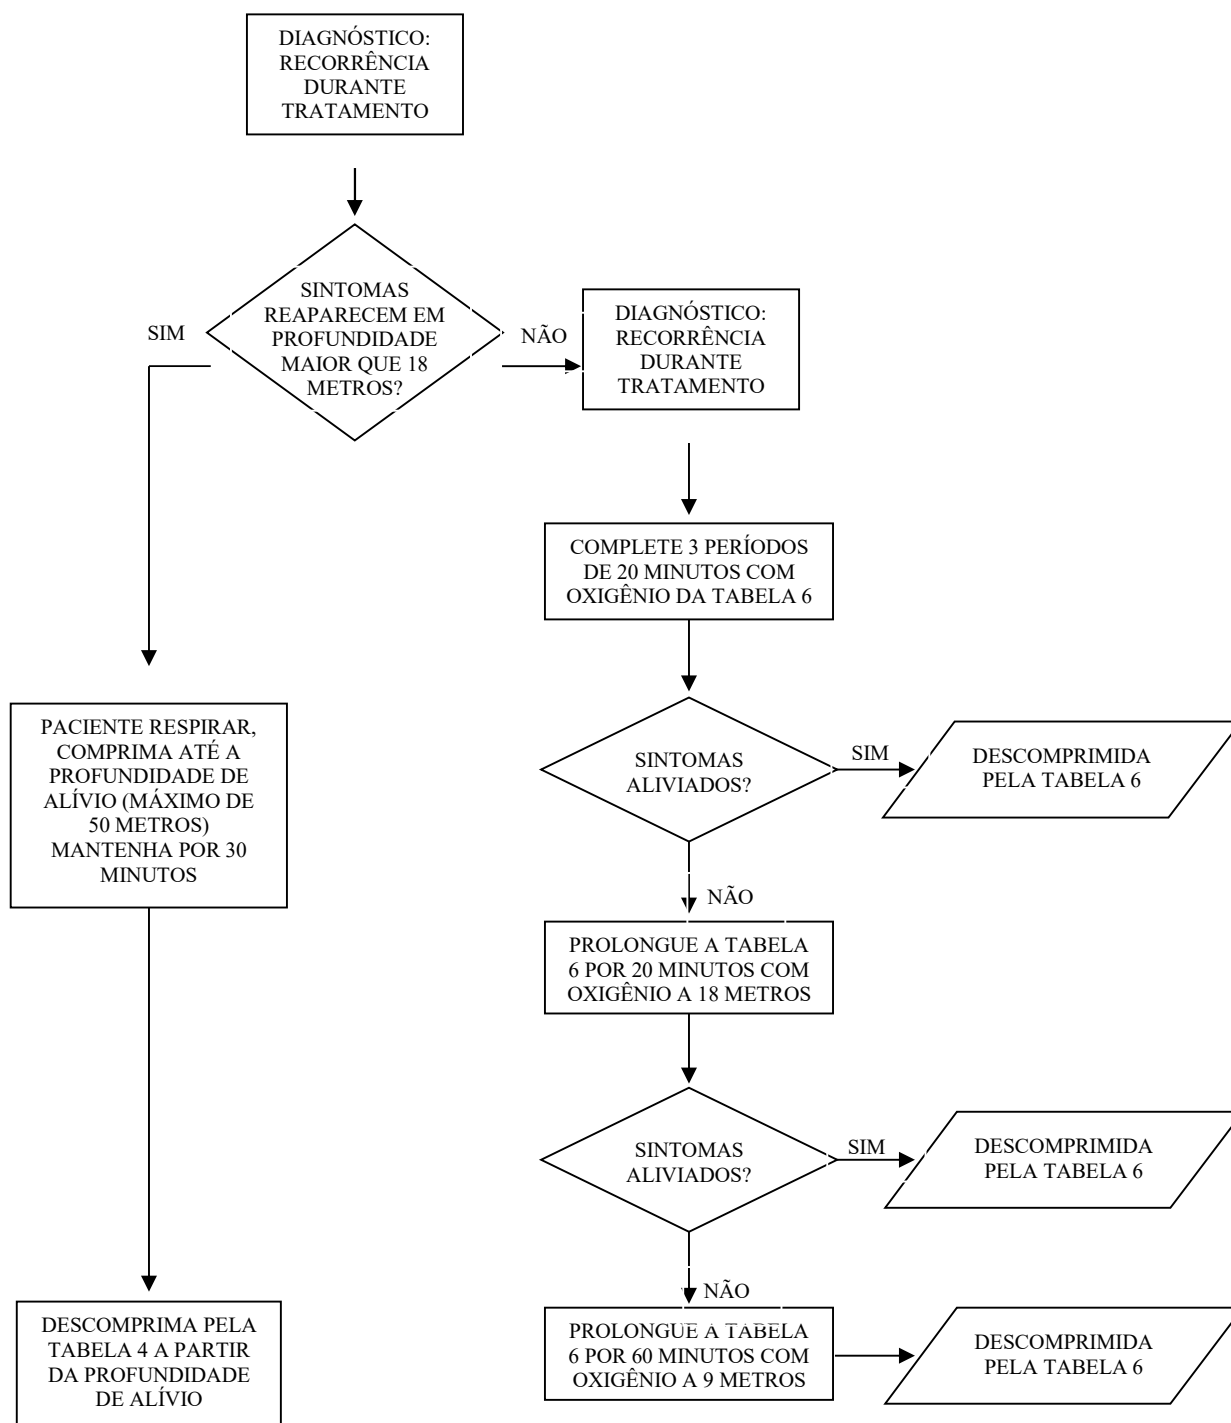 DIAGNÓSTICO:
RECORRÊNCIA
DURANTE
TRATAMENTO
SINTOMAS
REAPARECEM EM
PROFUNDIDADE
MAIOR QUE 18
METROS?
SIM
NÃO
DIAGNÓSTICO:
RECORRÊNCIA
DURANTE
TRATAMENTO
COMPLETE 3 PERÍODOS
DE 20 MINUTOS COM
OXIGÊNIO DA TABELA 6
PACIENTE RESPIRAR,
COMPRIMA ATÉ A
PROFUNDIDADE DE
ALÍVIO (MÁXIMO DE
50 METROS)
MANTENHA POR 30
MINUTOS
SINTOMAS
ALIVIADOS?
SIM
DESCOMPRIMIDA
PELA TABELA 6
NÃO
PROLONGUE A TABELA
6 POR 20 MINUTOS COM
OXIGÊNIO A 18 METROS
SINTOMAS
ALIVIADOS?
SIM
DESCOMPRIMIDA
PELA TABELA 6
NÃO
DESCOMPRIMA PELA
TABELA 4 A PARTIR
DA PROFUNDIDADE
DE ALÍVIO
PROLONGUE A TABELA
6 POR 60 MINUTOS COM
OXIGÊNIO A 9 METROS
DESCOMPRIMIDA
PELA TABELA 6